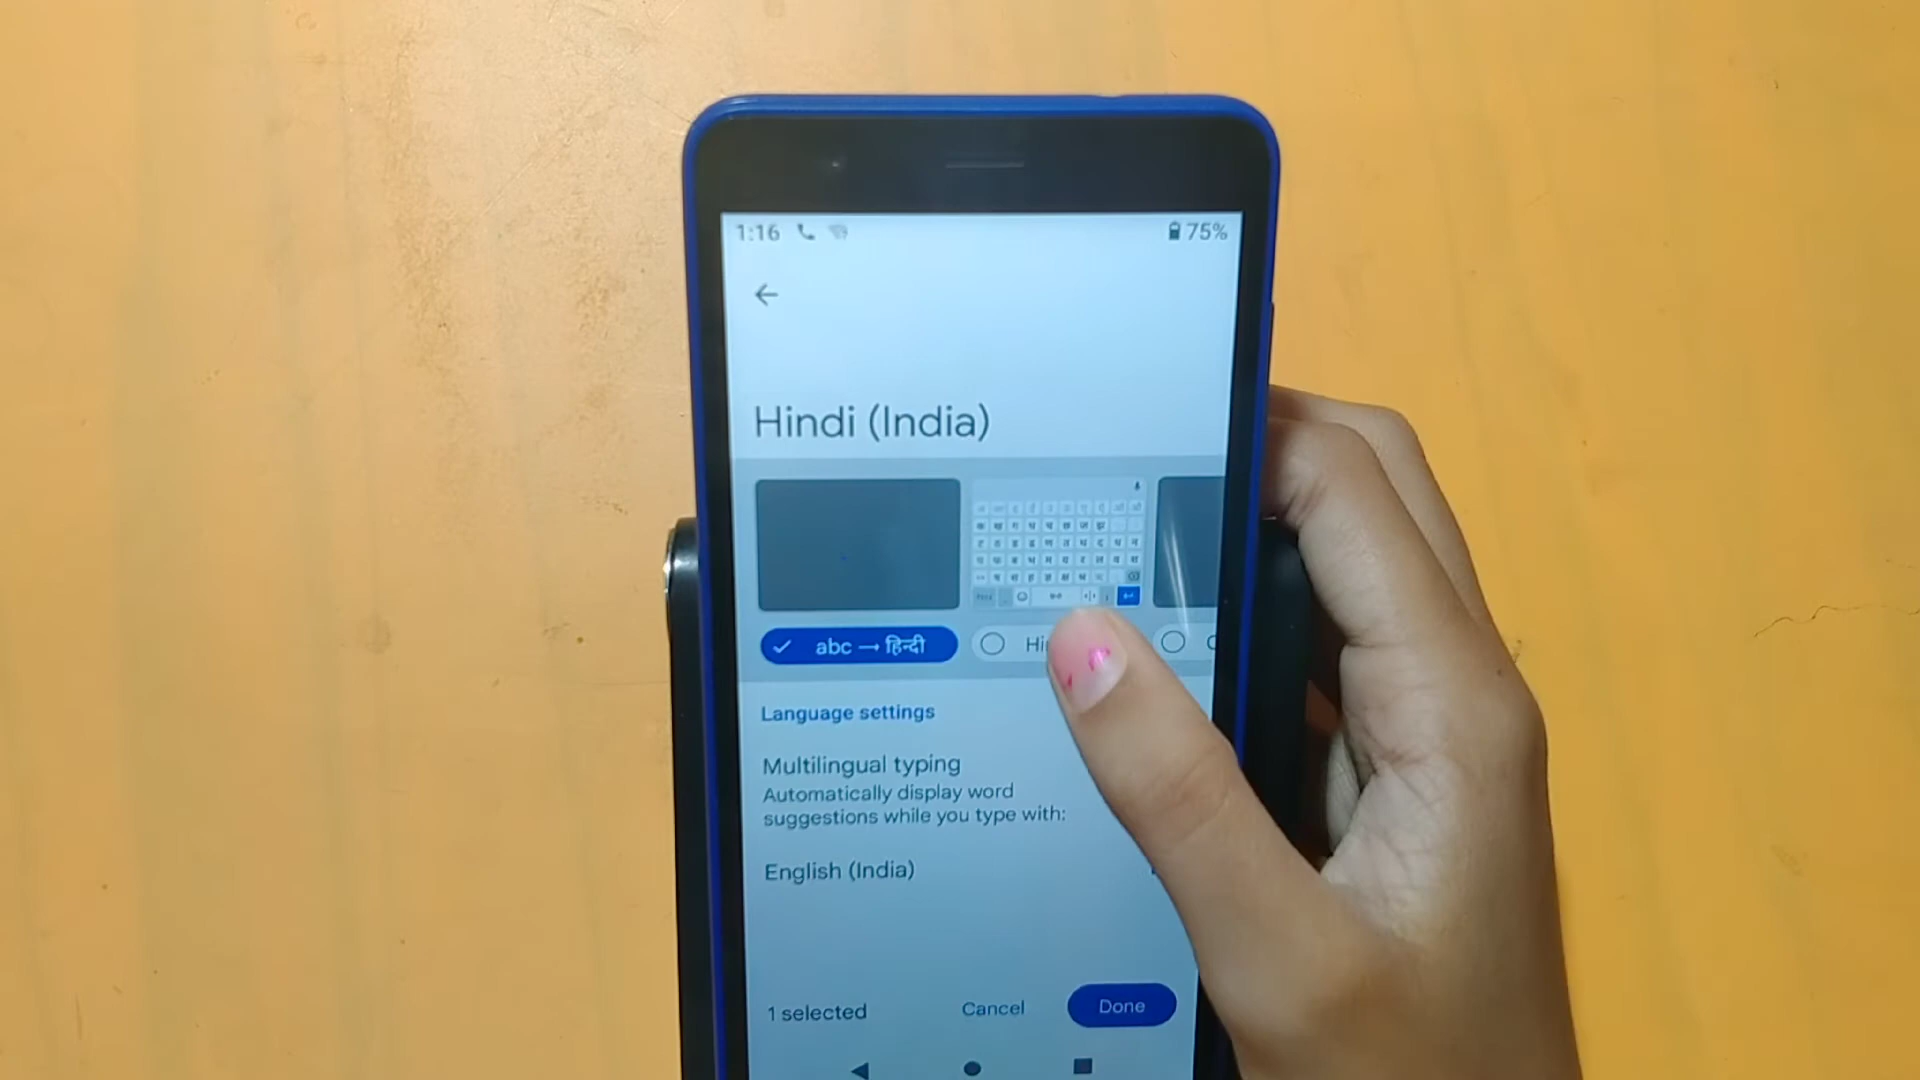 1:16 75%
Hindi (India)
abc → हिन्दी
Language settings
Multilingual typing
Automatically display word
suggestions while you type with:
English (India)
1 selected Cancel Done